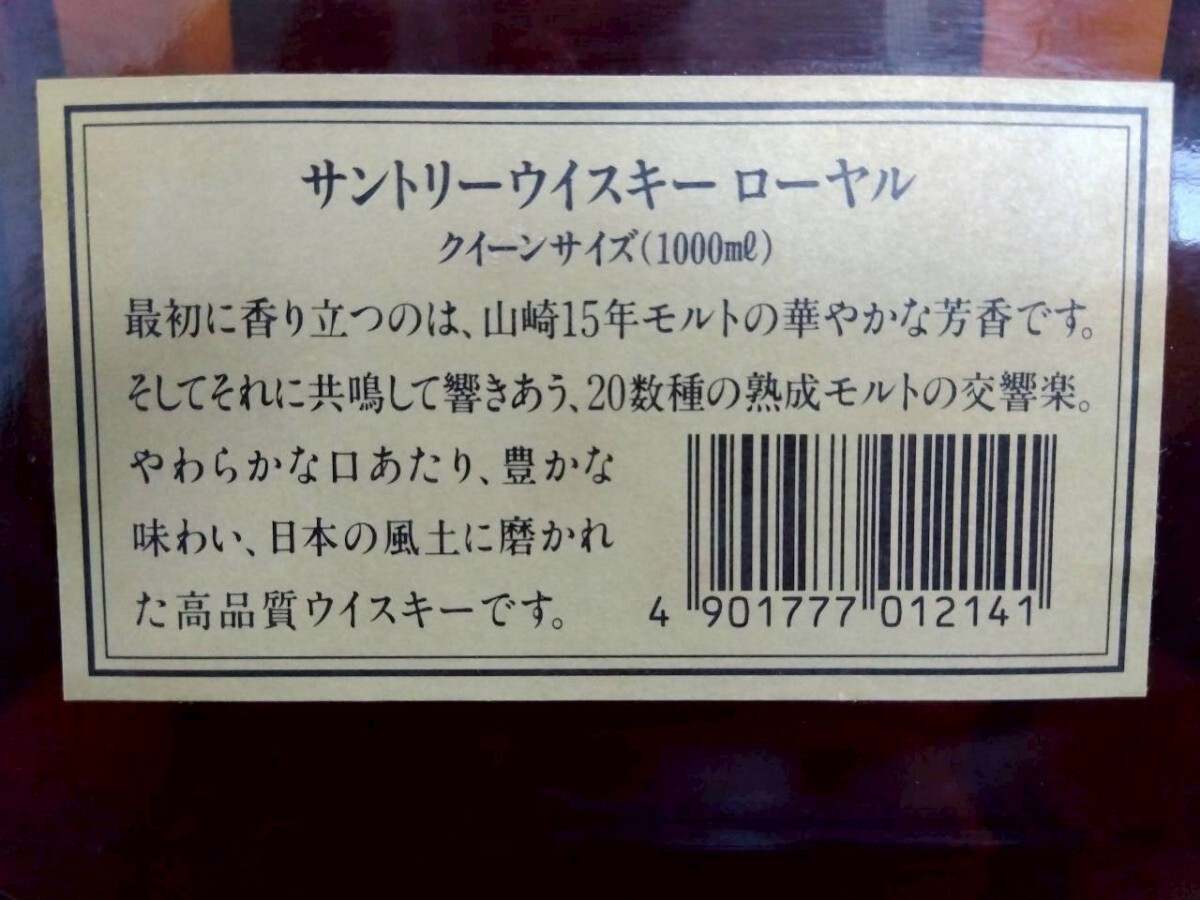 サントリーウイスキー ローヤル
クイーンサイズ(1000mℓ)
最初に香り立つのは、山崎15年モルトの華やかな芳香です。
そしてそれに共鳴して響きあう、20数種の熟成モルトの交響楽。
やわらかな口あたり、豊かな
味わい、日本の風土に磨かれ
た高品質ウイスキーです。
4 901777 012141